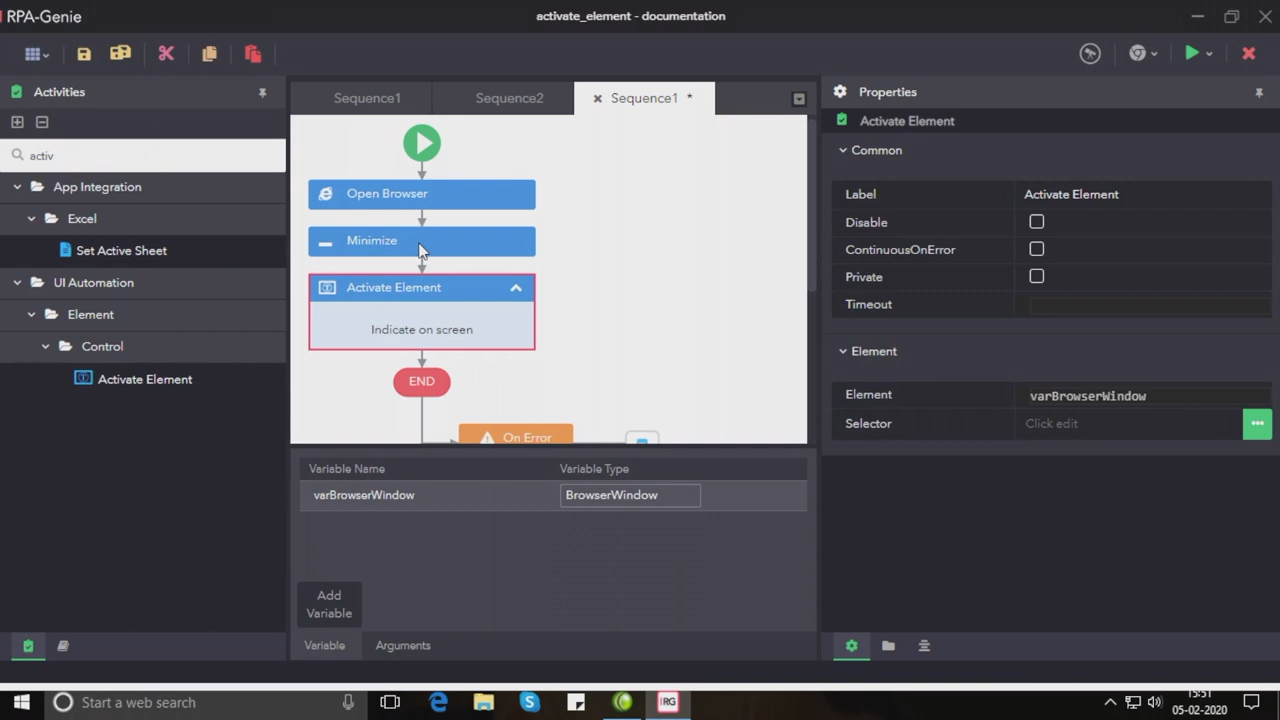 RPA-Genie
activate_element - documentation
Activities
Sequence1
Sequence2
Sequence1 *
Properties
activ
Activate Element
App Integration
Common
Excel
Open Browser
Label
Activate Element
Set Active Sheet
Disable
Minimize
ContinuousOnError
UI Automation
Activate Element
Private
Element
Timeout
Indicate on screen
Control
Element
Activate Element
END
Element
varBrowserWindow
Selector
Click edit
On Error
Variable Name
Variable Type
varBrowserWindow
BrowserWindow
Add
Variable
Variable
Arguments
Start a web search
IRG
15:51
05-02-2020